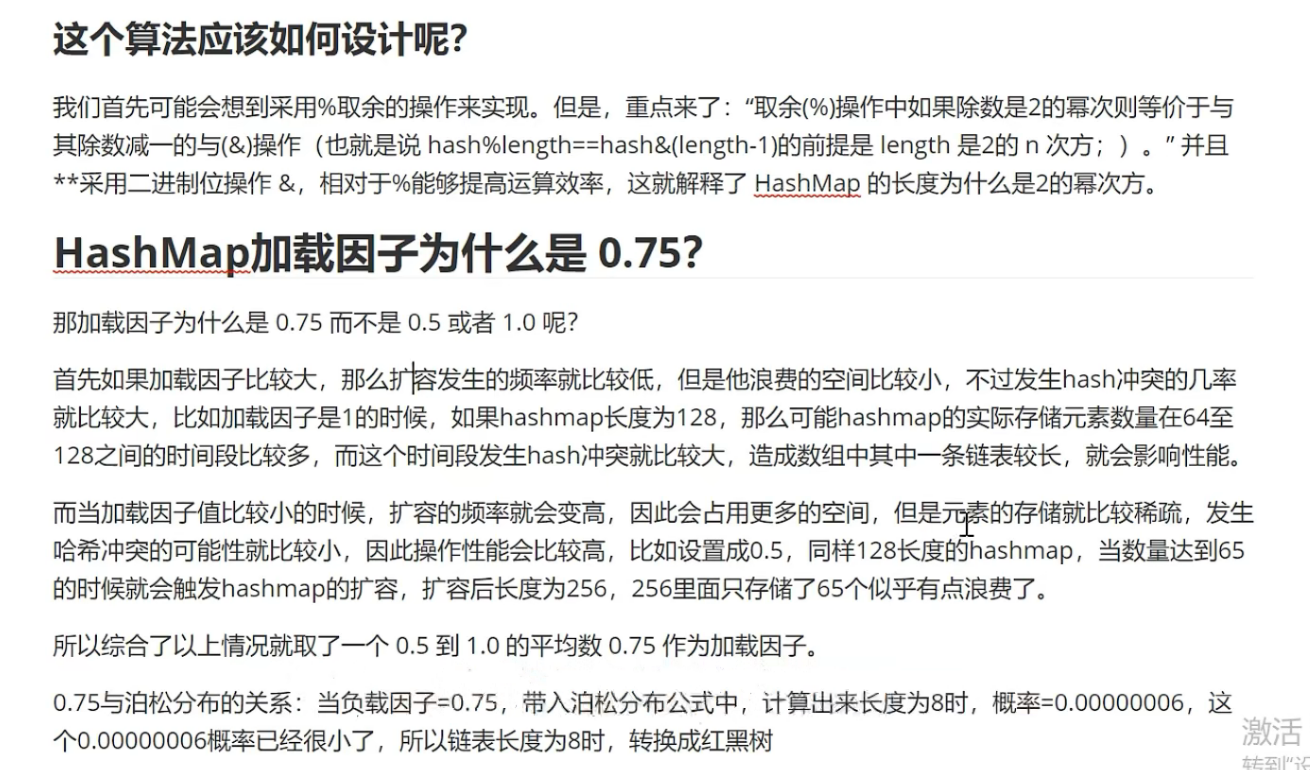 这个算法应该如何设计呢？
我们首先可能会想到采用%取余的操作来实现。但是，重点来了：“取余(%)操作中如果除数是2的幂次则等价于与
其除数减一的与(&)操作（也就是说 hash%length==hash&(length-1)的前提是 length 是2的 n 次方；）。” 并且
**采用二进制位操作 &，相对于%能够提高运算效率，这就解释了 HashMap 的长度为什么是2的幂次方。
HashMap加载因子为什么是 0.75？
那加载因子为什么是 0.75 而不是 0.5 或者 1.0 呢？
首先如果加载因子比较大，那么扩容发生的频率就比较低，但是他浪费的空间比较小，不过发生hash冲突的几率
就比较大，比如加载因子是1的时候，如果hashmap长度为128，那么可能hashmap的实际存储元素数量在64至
128之间的时间段比较多，而这个时间段发生hash冲突就比较大，造成数组中其中一条链表较长，就会影响性能。
而当加载因子值比较小的时候，扩容的频率就会变高，因此会占用更多的空间，但是元素的存储就比较稀疏，发生
哈希冲突的可能性就比较小，因此操作性能会比较高，比如设置成0.5，同样128长度的hashmap，当数量达到65
的时候就会触发hashmap的扩容，扩容后长度为256，256里面只存储了65个似乎有点浪费了。
所以综合了以上情况就取了一个 0.5 到 1.0 的平均数 0.75 作为加载因子。
0.75与泊松分布的关系：当负载因子=0.75，带入泊松分布公式中，计算出来长度为8时，概率=0.00000006，这
个0.00000006概率已经很小了，所以链表长度为8时，转换成红黑树
激活
转到“设